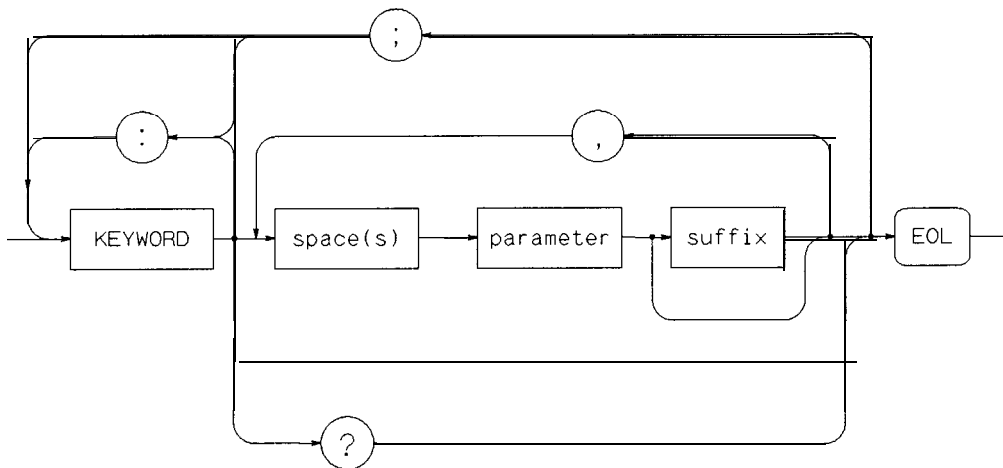 ;
:
,
KEYWORD
space(s)
parameter
suffix
EOL
?